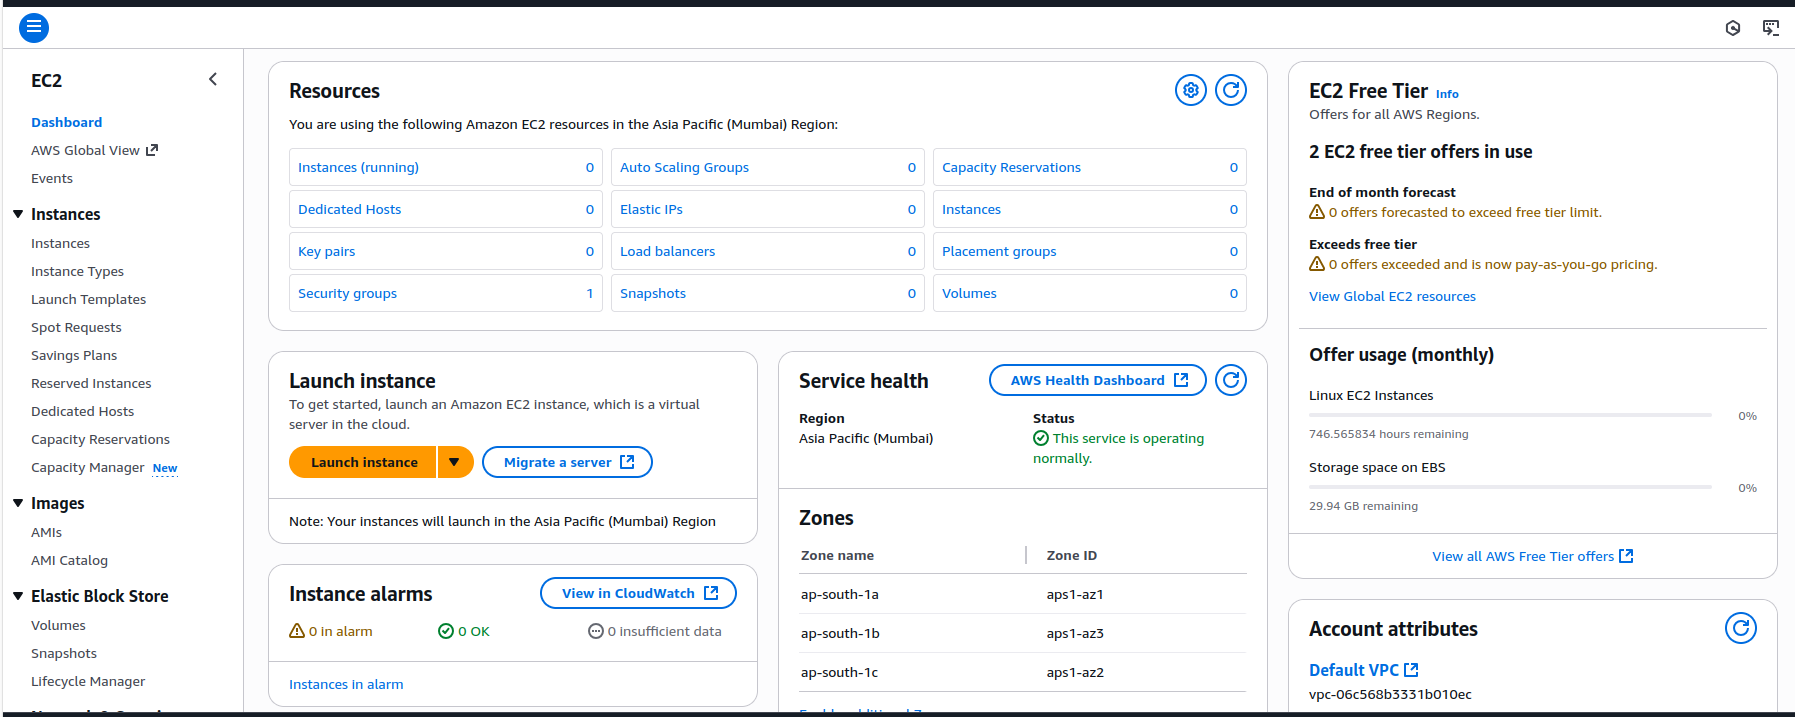 EC2
Dashboard
AWS Global View
Events
Instances
Instances
Instance Types
Launch Templates
Spot Requests
Savings Plans
Reserved Instances
Dedicated Hosts
Capacity Reservations
Capacity Manager New
Images
AMIs
AMI Catalog
Elastic Block Store
Volumes
Snapshots
Lifecycle Manager
Resources
You are using the following Amazon EC2 resources in the Asia Pacific (Mumbai) Region:
Instances (running) 0 Auto Scaling Groups 0 Capacity Reservations 0
Dedicated Hosts 0 Elastic IPs 0 Instances 0
Key pairs 0 Load balancers 0 Placement groups 0
Security groups 1 Snapshots 0 Volumes 0
Launch instance
To get started, launch an Amazon EC2 instance, which is a virtual
server in the cloud.
Launch instance Migrate a server
Note: Your instances will launch in the Asia Pacific (Mumbai) Region
Instance alarms View in CloudWatch
0 in alarm 0 OK 0 insufficient data
Instances in alarm
Service health AWS Health Dashboard
Region Status
Asia Pacific (Mumbai) This service is operating
normally.
Zones
Zone name Zone ID
ap-south-1a aps1-az1
ap-south-1b aps1-az3
ap-south-1c aps1-az2
EC2 Free Tier Info
Offers for all AWS Regions.
2 EC2 free tier offers in use
End of month forecast
0 offers forecasted to exceed free tier limit.
Exceeds free tier
0 offers exceeded and is now pay-as-you-go pricing.
View Global EC2 resources
Offer usage (monthly)
Linux EC2 Instances
0%
746.565834 hours remaining
Storage space on EBS
0%
29.94 GB remaining
View all AWS Free Tier offers
Account attributes
Default VPC
vpc-06c568b3331b010ec